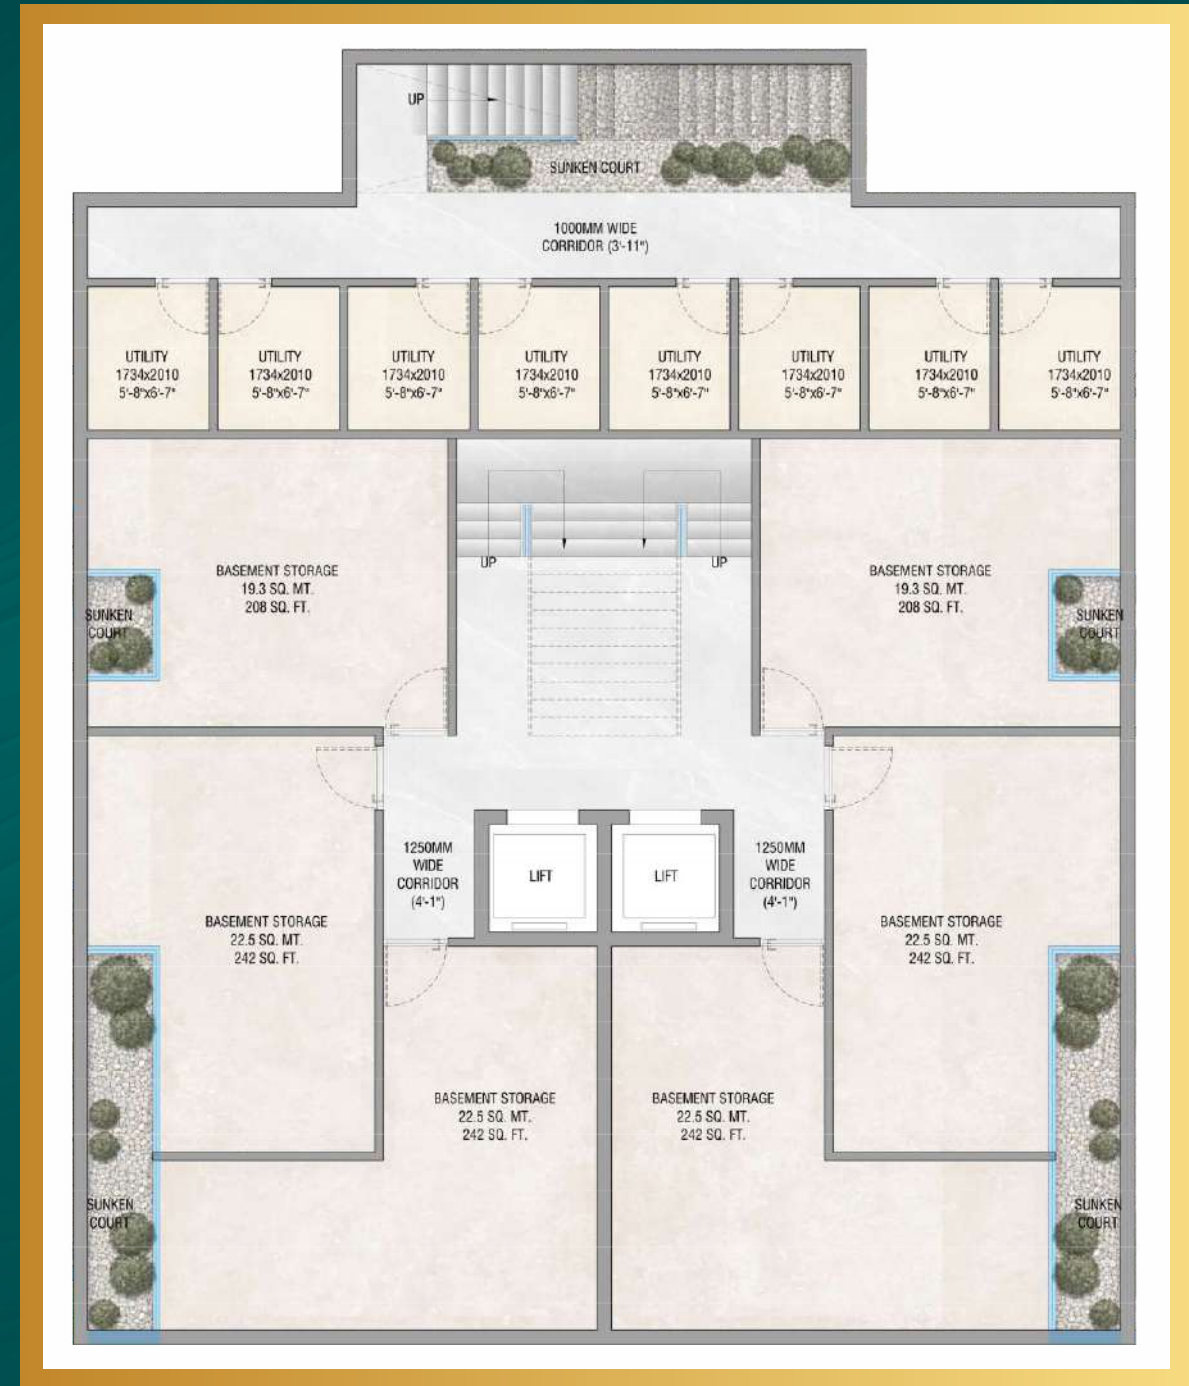 UP
SUNKEN COURT
1000MM WIDE
CORRIDOR (3'-11")
UTILITY
1734x2010
5'-8"x6'-7"
UTILITY
1734x2010
5'-8"x6'-7"
UTILITY
1734x2010
5'-8"x6'-7"
UTILITY
1734x2010
5'-8"x6'-7"
UTILITY
1734x2010
5'-8"x6'-7"
UTILITY
1734x2010
5'-8"x6'-7"
UTILITY
1734x2010
5'-8"x6'-7"
UTILITY
1734x2010
5'-8"x6'-7"
UP
UP
BASEMENT STORAGE
19.3 SQ. MT.
208 SQ. FT.
BASEMENT STORAGE
19.3 SQ. MT.
208 SQ. FT.
SUNKEN
COURT
SUNKEN
COURT
1250MM
WIDE
CORRIDOR
(4'-1")
LIFT
LIFT
1250MM
WIDE
CORRIDOR
(4'-1")
BASEMENT STORAGE
22.5 SQ. MT.
242 SQ. FT.
BASEMENT STORAGE
22.5 SQ. MT.
242 SQ. FT.
BASEMENT STORAGE
22.5 SQ. MT.
242 SQ. FT.
BASEMENT STORAGE
22.5 SQ. MT.
242 SQ. FT.
SUNKEN
COURT
SUNKEN
COURT